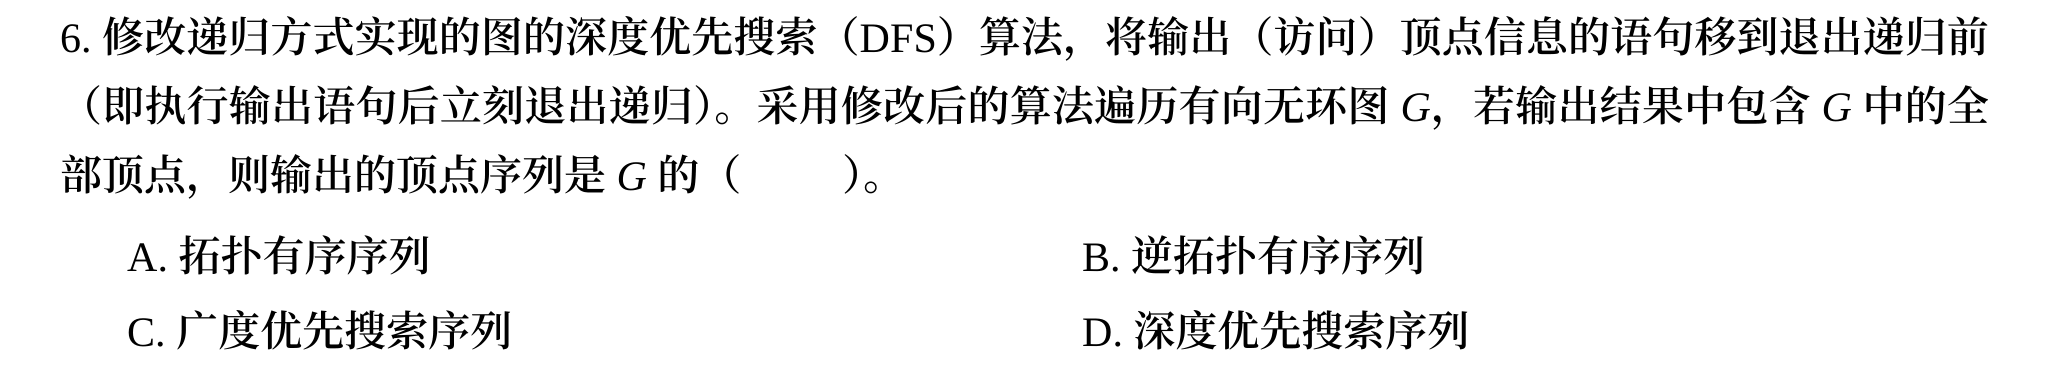 6. 修改递归方式实现的图的深度优先搜索（DFS）算法，将输出（访问）顶点信息的语句移到退出递归前
（即执行输出语句后立刻退出递归）。采用修改后的算法遍历有向无环图 G，若输出结果中包含 G 中的全
部顶点，则输出的顶点序列是 G 的（　　）。
A. 拓扑有序序列
B. 逆拓扑有序序列
C. 广度优先搜索序列
D. 深度优先搜索序列